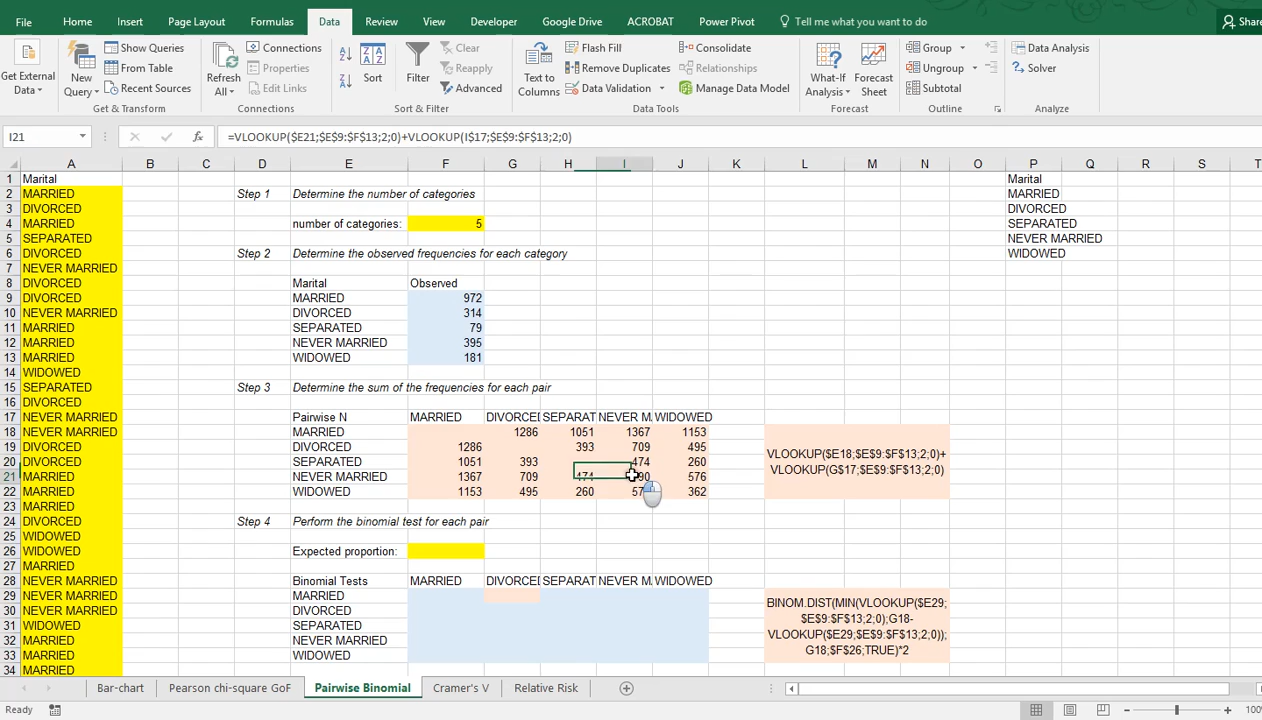 File Home Insert Page Layout Formulas Data Review View Developer Google Drive ACROBAT Power Pivot Tell me what you want to do Share
Get External Data New Query Show Queries From Table Recent Sources Refresh All Connections Properties Edit Links Sort Filter Clear Reapply Advanced Text to Columns Flash Fill Remove Duplicates Data Validation Consolidate Relationships Manage Data Model What-If Analysis Forecast Sheet Group Ungroup Subtotal Data Analysis Solver
Get & Transform Connections Sort & Filter Data Tools Forecast Outline Analyze
I21 fx =VLOOKUP($E21;$E$9:$F$13;2;0)+VLOOKUP(I$17;$E$9:$F$13;2;0)
A B C D E F G H I J K L M N O P Q R S T
1 Marital Marital
2 MARRIED Step 1 Determine the number of categories MARRIED
3 DIVORCED DIVORCED
4 MARRIED number of categories: 5 SEPARATED
5 SEPARATED NEVER MARRIED
6 DIVORCED Step 2 Determine the observed frequencies for each category WIDOWED
7 NEVER MARRIED
8 DIVORCED Marital Observed
9 DIVORCED MARRIED 972
10 NEVER MARRIED DIVORCED 314
11 MARRIED SEPARATED 79
12 MARRIED NEVER MARRIED 395
13 MARRIED WIDOWED 181
14 WIDOWED
15 SEPARATED Step 3 Determine the sum of the frequencies for each pair
16 DIVORCED
17 NEVER MARRIED Pairwise N MARRIED DIVORCE SEPARAT NEVER M WIDOWED
18 NEVER MARRIED MARRIED 1286 1051 1367 1153
19 DIVORCED DIVORCED 1286 393 709 495
20 DIVORCED SEPARATED 1051 393 474 260
21 MARRIED NEVER MARRIED 1367 709 474 576
22 MARRIED WIDOWED 1153 495 260 362
VLOOKUP($E18;$E$9:$F$13;2;0)+
VLOOKUP(G$17;$E$9:$F$13;2;0)
23 MARRIED
24 DIVORCED Step 4 Perform the binomial test for each pair
25 WIDOWED
26 WIDOWED Expected proportion:
27 MARRIED
28 NEVER MARRIED Binomial Tests MARRIED DIVORCE SEPARAT NEVER M WIDOWED
29 NEVER MARRIED MARRIED
30 NEVER MARRIED DIVORCED
31 WIDOWED SEPARATED
32 MARRIED NEVER MARRIED
33 MARRIED WIDOWED
34 MARRIED
BINOM.DIST(MIN(VLOOKUP($E29;
$E$9:$F$13;2;0);G18-
VLOOKUP($E29;$E$9:$F$13;2;0));
G18;$F$26;TRUE)*2
Bar-chart Pearson chi-square GoF Pairwise Binomial Cramer's V Relative Risk
Ready 100